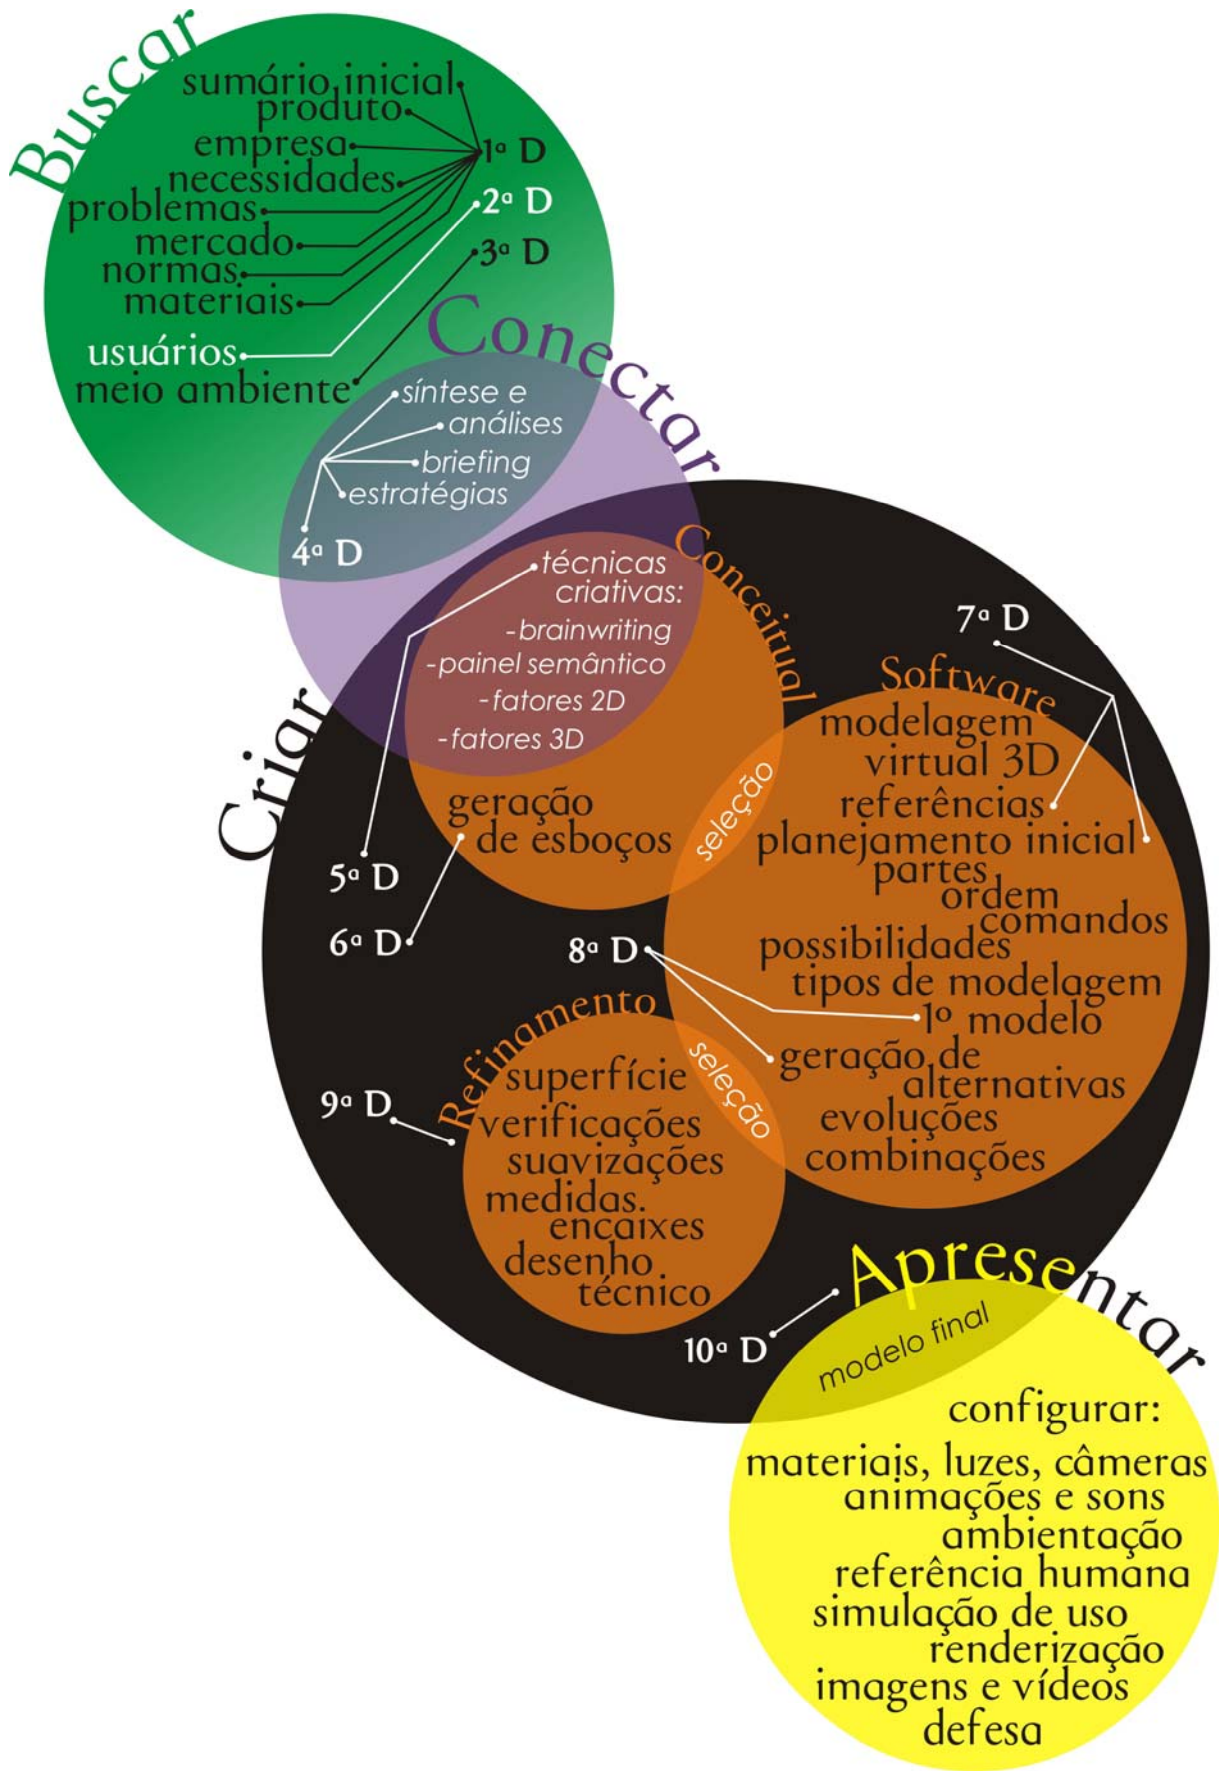 Buscar
sumário inicial
produto
empresa
necessidades
problemas
mercado
normas
materiais
1ª D
2ª D
3ª D
usuários
meio ambiente
Conectar
síntese e
análises
briefing
estratégias
4ª D
Criar
Conceitual
técnicas
criativas:
-brainwriting
-painel semântico
-fatores 2D
-fatores 3D
geração
de esboços
5ª D
6ª D
seleção
7ª D
Software
modelagem
virtual 3D
referências
planejamento inicial
partes
ordem
comandos
possibilidades
tipos de modelagem
1º modelo
geração de
alternativas
evoluções
combinações
8ª D
seleção
Refinamento
9ª D
superfície
verificações
suavizações
medidas.
encaixes
desenho
técnico
10ª D
Apresentar
modelo final
configurar:
materiais, luzes, câmeras
animações e sons
ambientação
referência humana
simulação de uso
renderização
imagens e vídeos
defesa